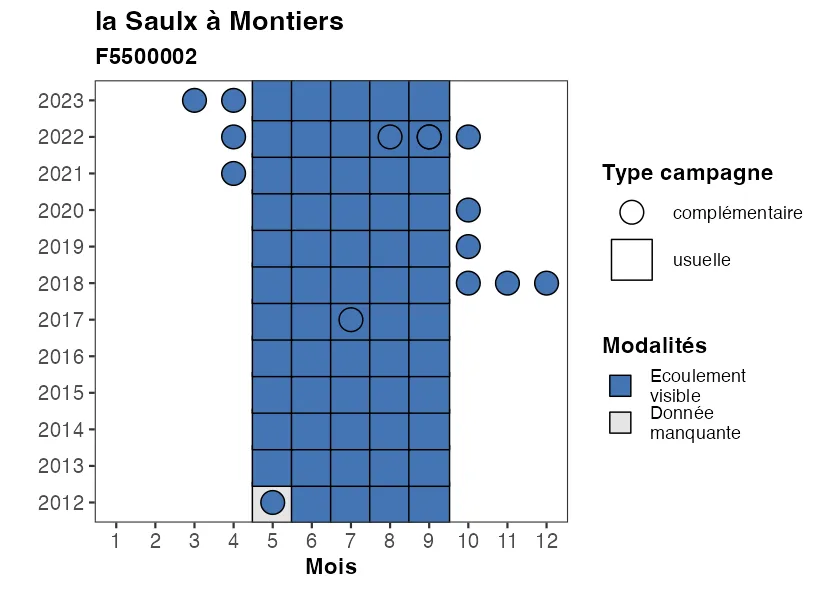 la Saulx à Montiers
F5500002
2023
2022
2021
2020
2019
2018
2017
2016
2015
2014
2013
2012
1 2 3 4 5 6 7 8 9 10 11 12
Mois
Type campagne
complémentaire
usuelle
Modalités
Ecoulement
visible
Donnée
manquante